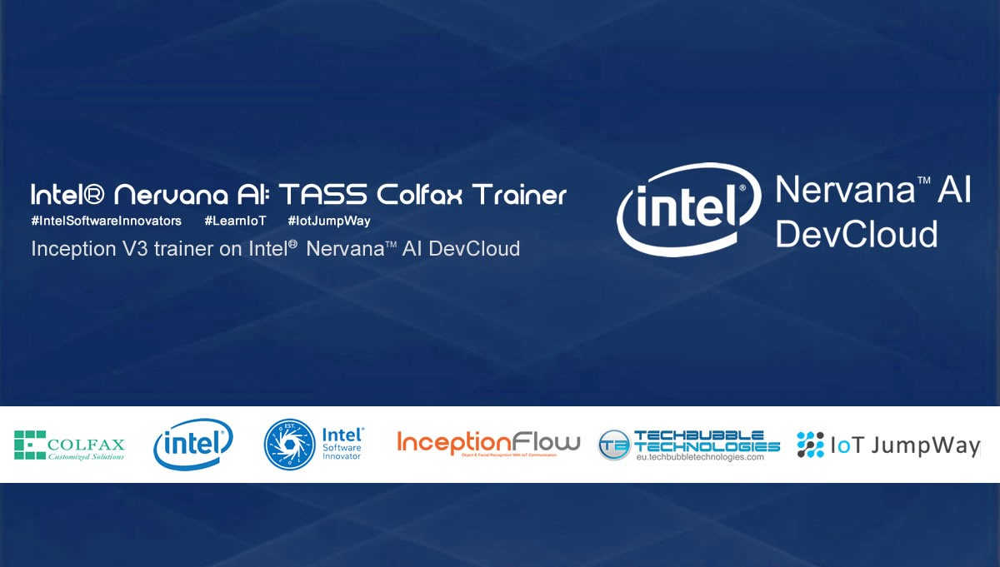 Intel® Nervana AI: TASS Colfax Trainer
#IntelSoftwareInnovators #LearnIoT #IotJumpWay
Inception V3 trainer on Intel® Nervana™ AI DevCloud
intel®
Nervana™ AI
DevCloud
COLFAX
Customized Solutions
intel®
EST.
Intel®
Software
Innovator
InceptionFlow
Object & Facial Recognition With IoT Communication
TB
TECHBUBBLE
TECHNOLOGIES
eu.techbubbletechnologies.com
IoT JumpWay